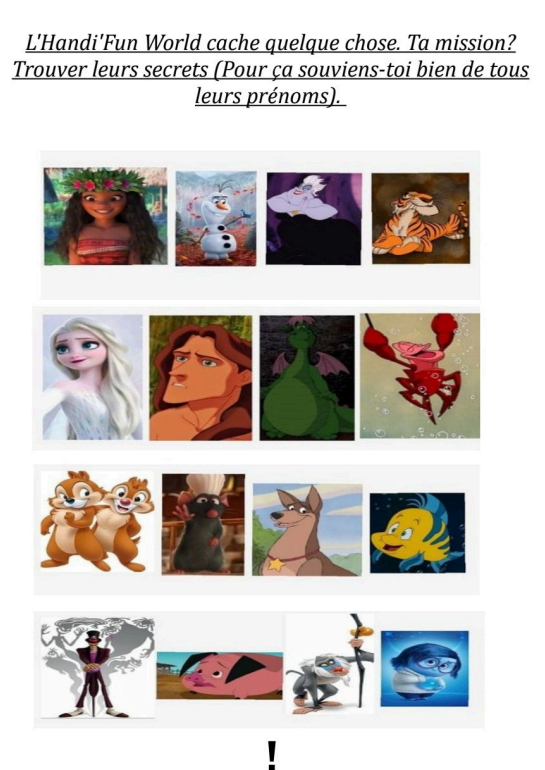 L'Handi'Fun World cache quelque chose. Ta mission?
Trouver leurs secrets (Pour ça souviens-toi bien de tous
leurs prénoms).
!